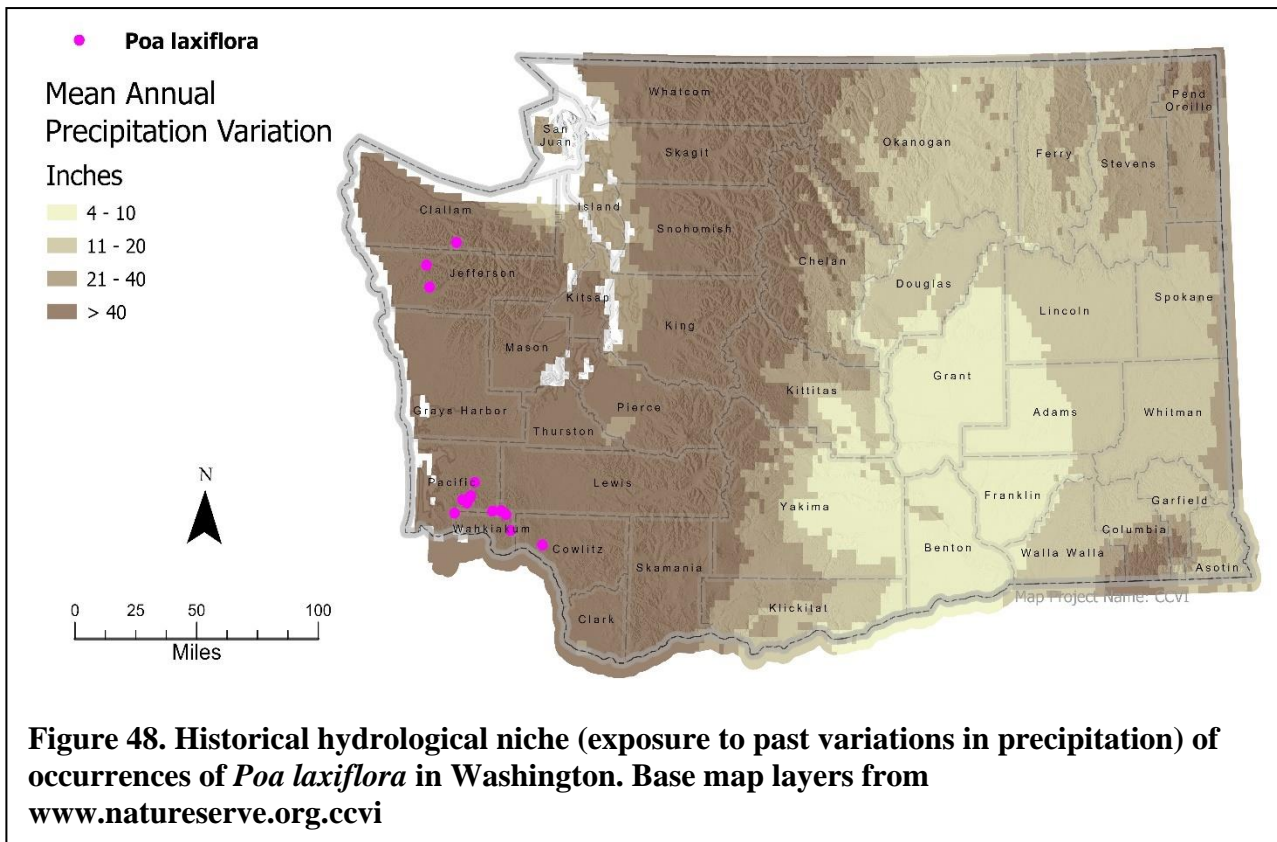 Poa laxiflora
Mean Annual
Precipitation Variation
Inches
4 - 10
11 - 20
21 - 40
> 40
Whatcom
San
Juan
Skagit
Island
Snohomish
Clallam
Jefferson
Kitsap
King
Mason
Grays Harbor
Pierce
Thurston
Pacific
Lewis
Wahkiakum
Cowlitz
Skamania
Clark
Okanogan
Ferry
Stevens
Pend
Oreille
Chelan
Douglas
Lincoln
Spokane
Kittitas
Grant
Adams
Whitman
Yakima
Franklin
Garfield
Columbia
Benton
Walla Walla
Asotin
Klickitat
Map Project Name: CCVI
N
0 25 50 100
Miles
Figure 48. Historical hydrological niche (exposure to past variations in precipitation) of
occurrences of Poa laxiflora in Washington. Base map layers from
www.natureserve.org.ccvi